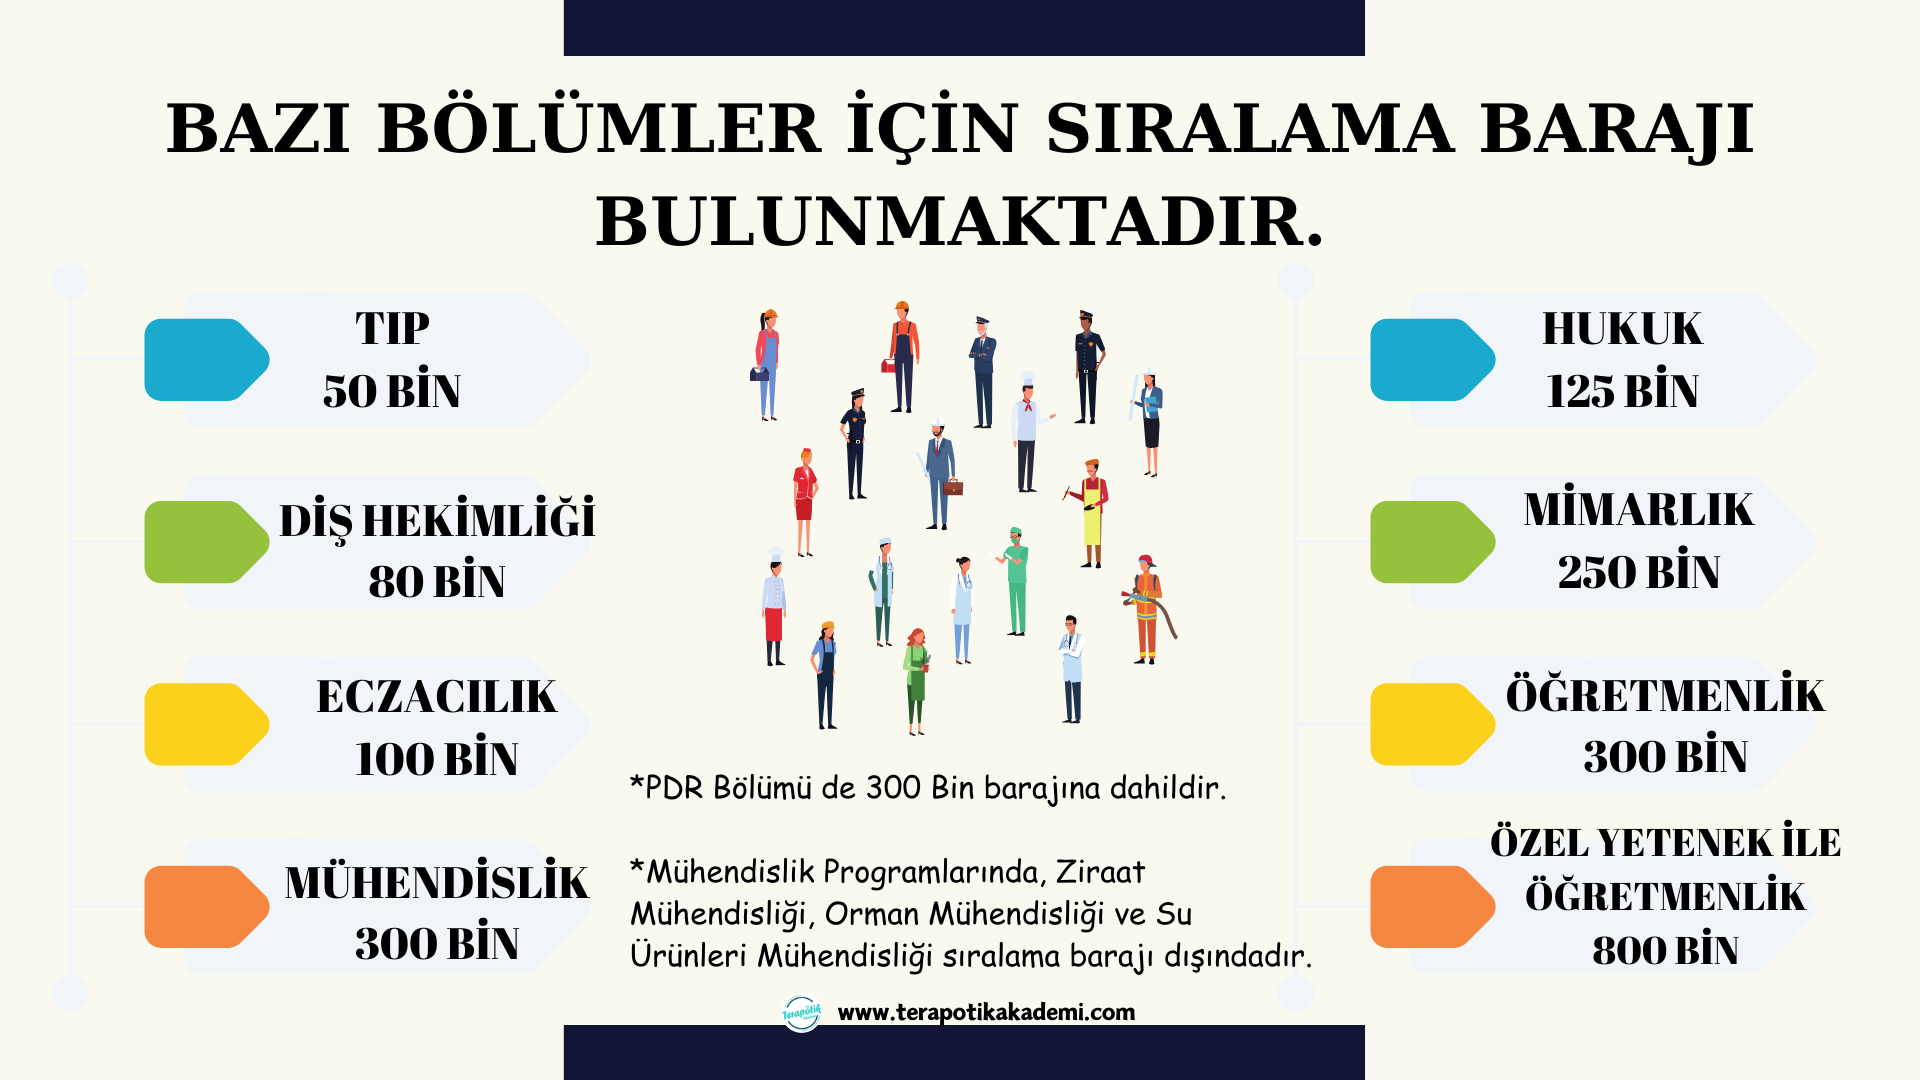 BAZI BÖLÜMLER İÇİN SIRALAMA BARAJI
BULUNMAKTADIR.
TIP
50 BİN
DİŞ HEKİMLİĞİ
80 BİN
ECZACILIK
100 BİN
MÜHENDİSLİK
300 BİN
*PDR Bölümü de 300 Bin barajına dahildir.
*Mühendislik Programlarında, Ziraat
Mühendisliği, Orman Mühendisliği ve Su
Ürünleri Mühendisliği sıralama barajı dışındadır.
HUKUK
125 BİN
MİMARLIK
250 BİN
ÖĞRETMENLİK
300 BİN
ÖZEL YETENEK İLE
ÖĞRETMENLİK
800 BİN
Terapötik
www.terapotikakademi.com